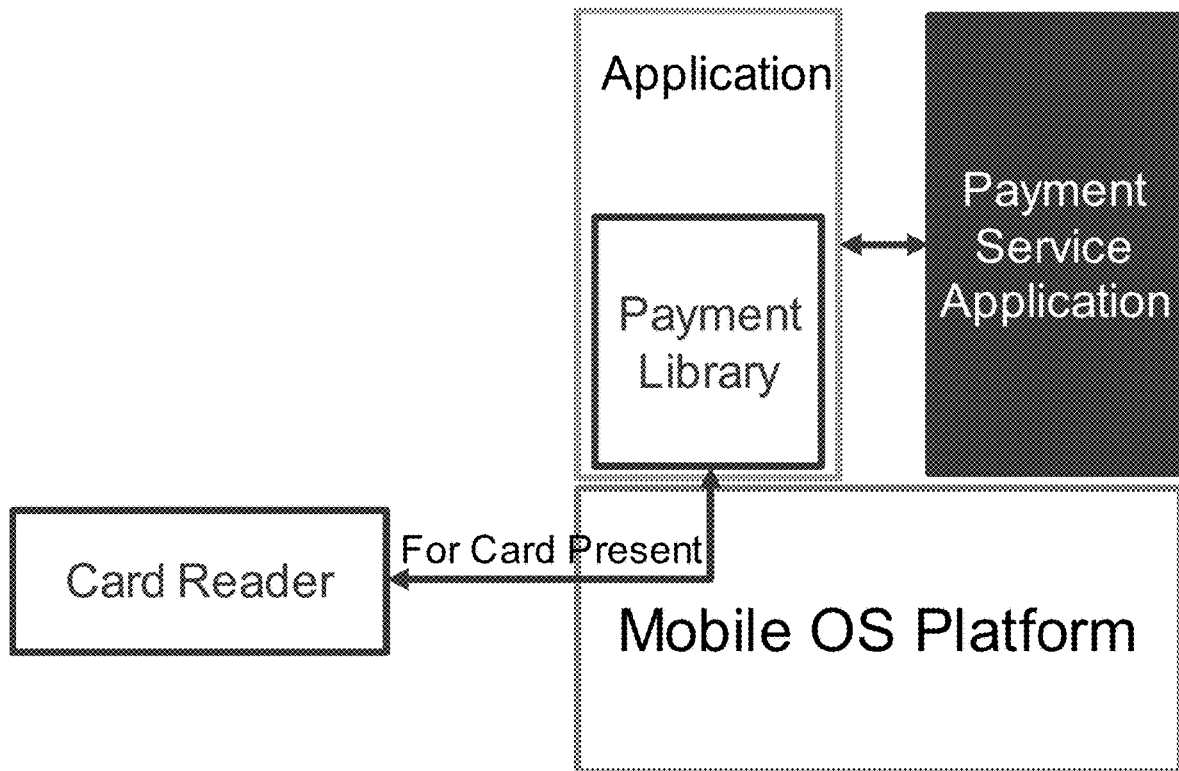 Application
Payment
Service
Application
Payment
Library
For Card Present
Card Reader
Mobile OS Platform